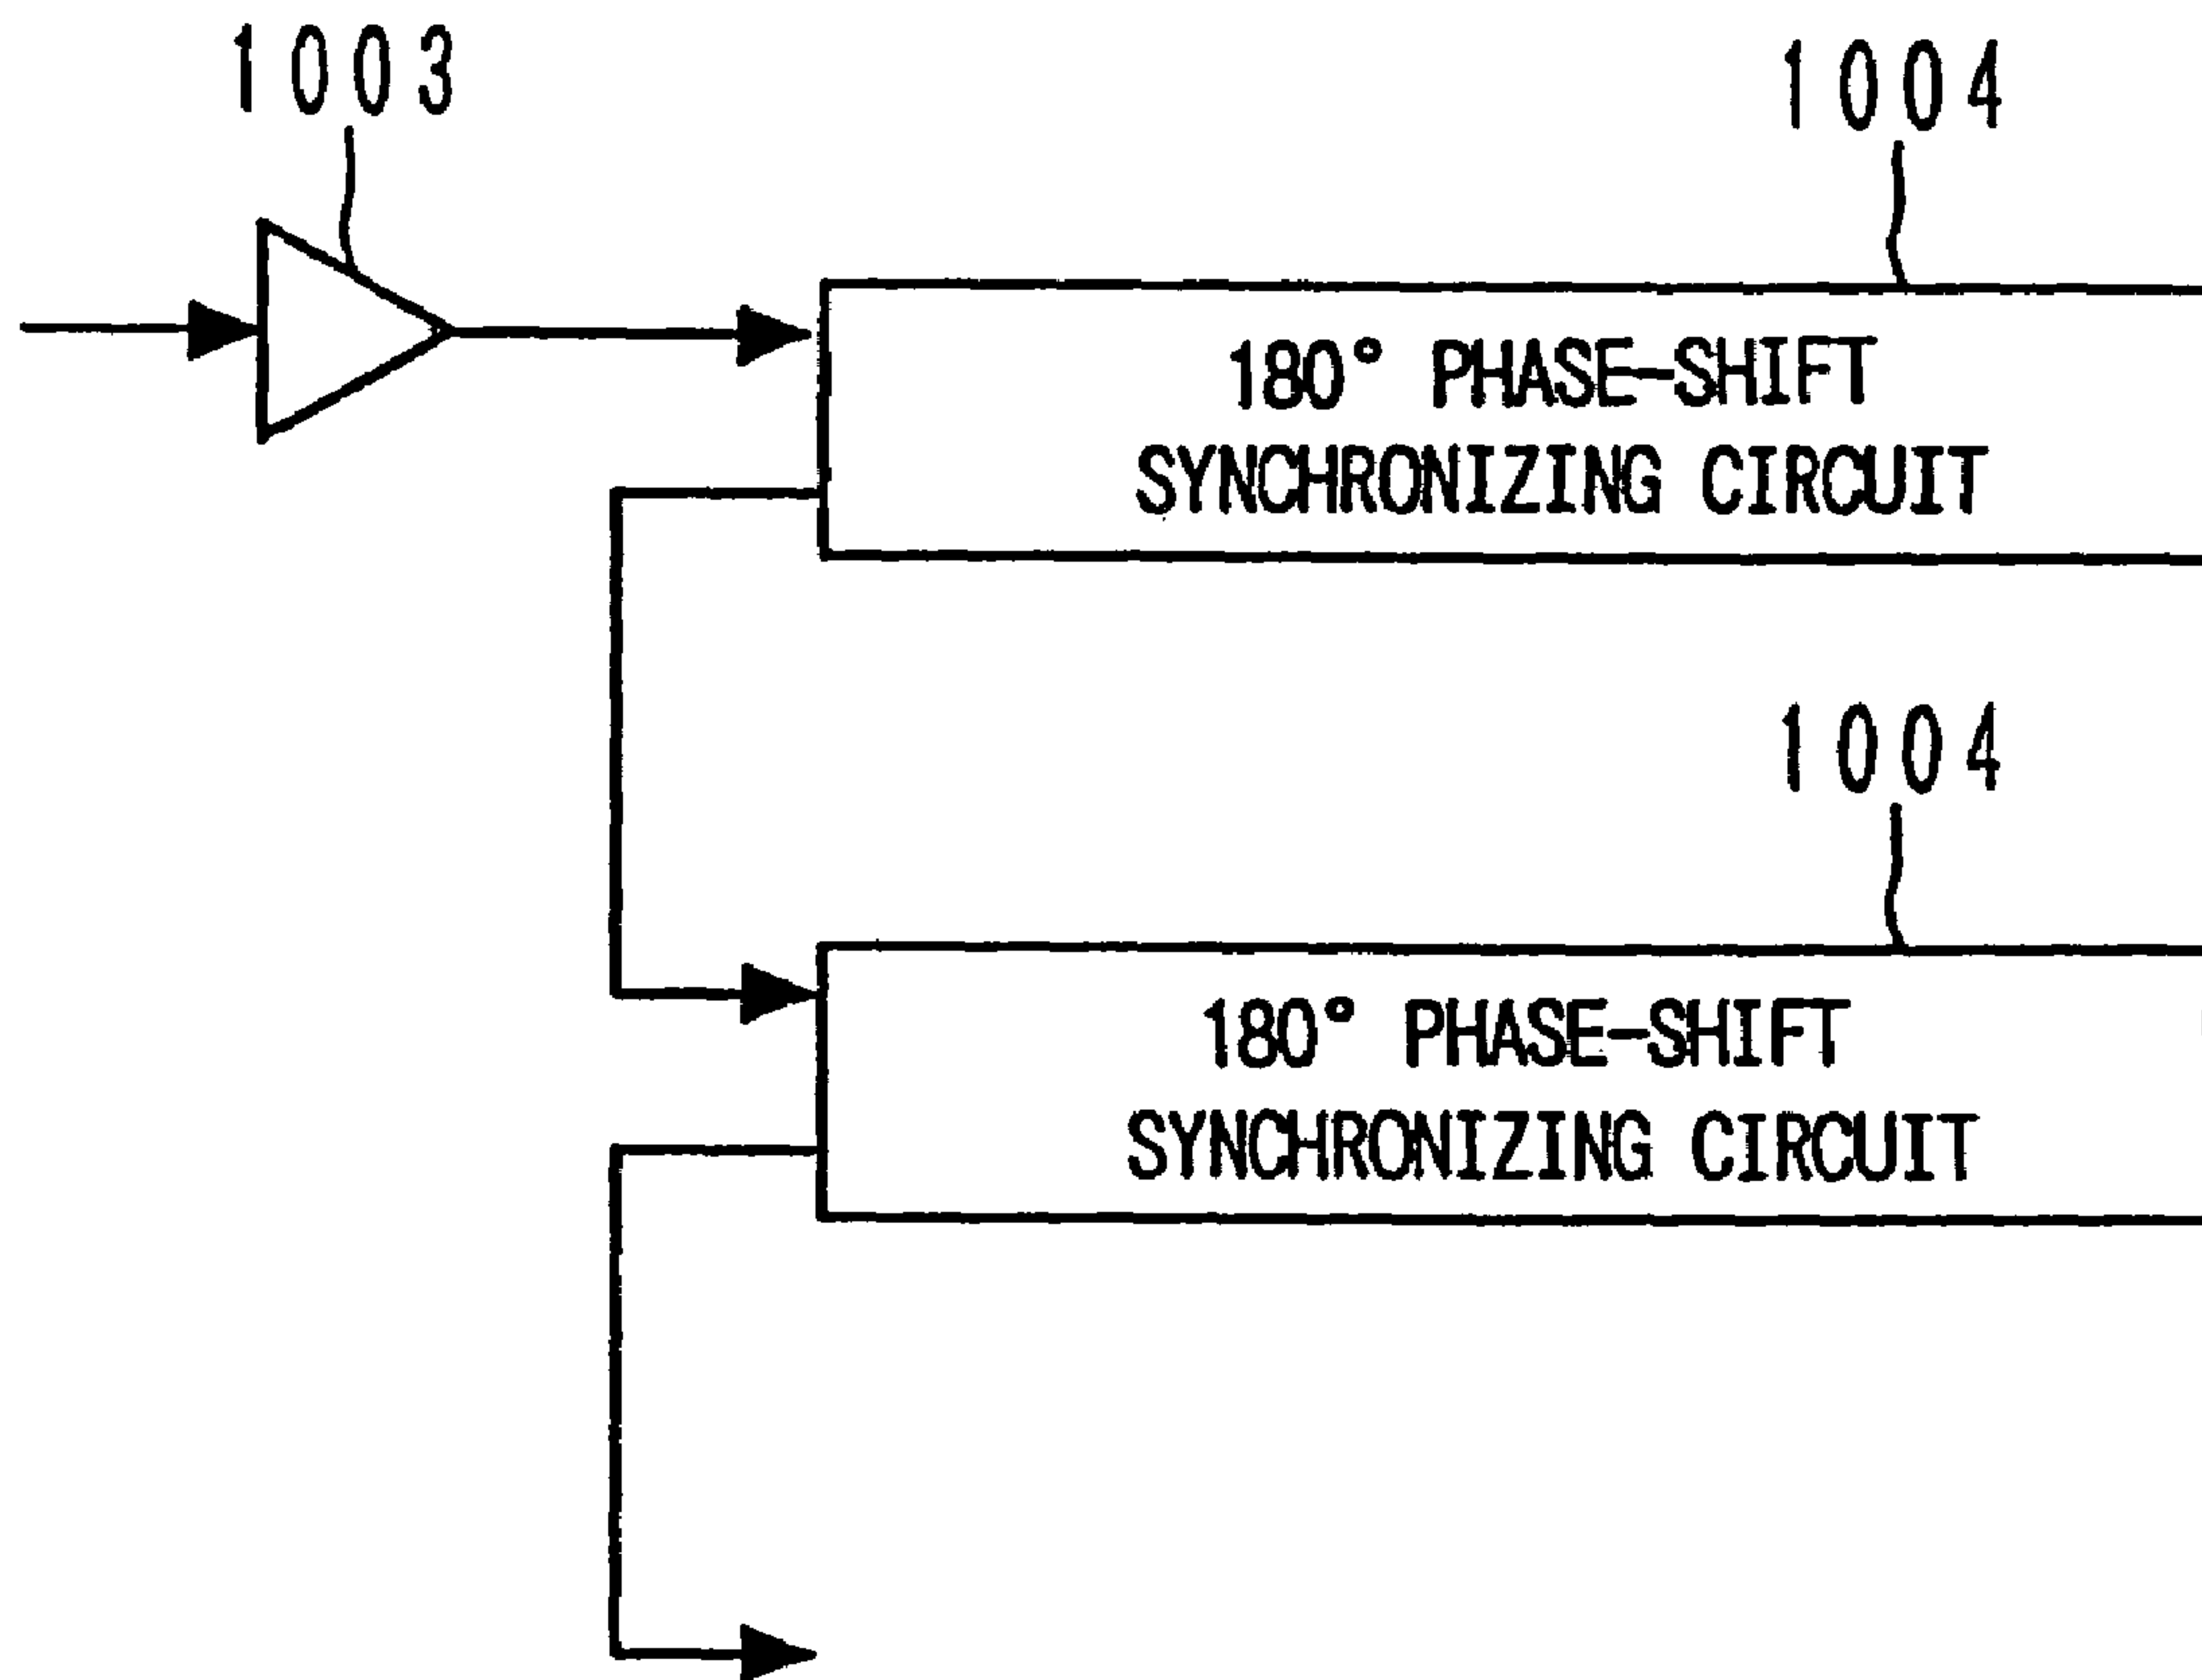 1003
1004
180° PHASE-SHIFT
SYNCHRONIZING CIRCUIT
1004
180° PHASE-SHIFT
SYNCHRONIZING CIRCUIT